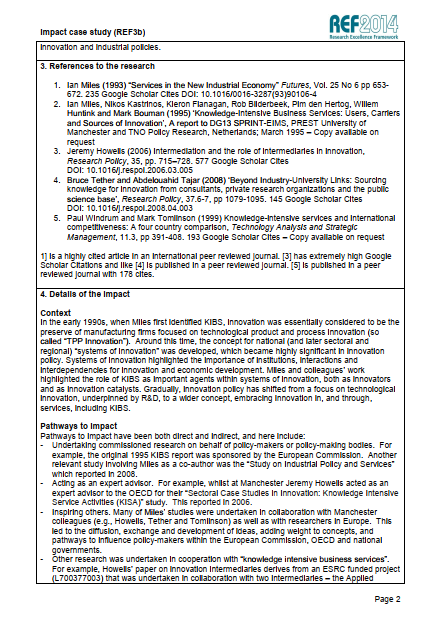 Impact case study (REF3b)
REF2014
Research Excellence Framework
innovation and industrial policies.
3. References to the research
1. Ian Miles (1993) "Services in the New Industrial Economy" Futures, Vol. 25 No 6 pp 653-
672. 235 Google Scholar Cites DOI: 10.1016/0016-3287(93)90106-4
2. Ian Miles, Nikos Kastrinos, Kieron Flanagan, Rob Bilderbeek, Pim den Hertog, Willem
Huntink and Mark Bouman (1995) 'Knowledge-Intensive Business Services: Users, Carriers
and Sources of Innovation', A report to DG13 SPRINT-EIMS, PREST University of
Manchester and TNO Policy Research, Netherlands; March 1995 – Copy available on
request
3. Jeremy Howells (2006) Intermediation and the role of intermediaries in innovation,
Research Policy, 35, pp. 715–728. 577 Google Scholar Cites
DOI: 10.1016/j.respol.2006.03.005
4. Bruce Tether and Abdelouahid Tajar (2008) 'Beyond Industry-University Links: Sourcing
knowledge for innovation from consultants, private research organizations and the public
science base', Research Policy, 37.6-7, pp 1079-1095. 145 Google Scholar Cites
DOI: 10.1016/j.respol.2008.04.003
5. Paul Windrum and Mark Tomlinson (1999) Knowledge-intensive services and international
competitiveness: A four country comparison, Technology Analysis and Strategic
Management, 11.3, pp 391-408. 193 Google Scholar Cites – Copy available on request
1] is a highly cited article in an international peer reviewed journal. [3] has extremely high Google
Scholar Citations and like [4] is published in a peer reviewed journal. [5] is published in a peer
reviewed journal with 178 cites.
4. Details of the impact
Context
In the early 1990s, when Miles first identified KIBS, innovation was essentially considered to be the
preserve of manufacturing firms focused on technological product and process innovation (so
called "TPP innovation"). Around this time, the concept for national (and later sectoral and
regional) "systems of innovation" was developed, which became highly significant in innovation
policy. Systems of innovation highlighted the importance of institutions, interactions and
interdependencies for innovation and economic development. Miles and colleagues' work
highlighted the role of KIBS as important agents within systems of innovation, both as innovators
and as innovation catalysts. Gradually, innovation policy has shifted from a focus on technological
innovation, underpinned by R&D, to a wider concept, embracing innovation in, and through,
services, including KIBS.
Pathways to Impact
Pathways to impact have been both direct and indirect, and here include:
- Undertaking commissioned research on behalf of policy-makers or policy-making bodies. For
example, the original 1995 KIBS report was sponsored by the European Commission. Another
relevant study involving Miles as a co-author was the "Study on Industrial Policy and Services"
which reported in 2008.
- Acting as an expert advisor. For example, whilst at Manchester Jeremy Howells acted as an
expert advisor to the OECD for their "Sectoral Case Studies in Innovation: Knowledge Intensive
Service Activities (KISA)" study. This reported in 2006.
- Inspiring others. Many of Miles' studies were undertaken in collaboration with Manchester
colleagues (e.g., Howells, Tether and Tomlinson) as well as with researchers in Europe. This
led to the diffusion, exchange and development of ideas, adding weight to concepts, and
pathways to influence policy-makers within the European Commission, OECD and national
governments.
- Other research was undertaken in cooperation with "knowledge intensive business services".
For example, Howells' paper on innovation intermediaries derives from an ESRC funded project
(L700377003) that was undertaken in collaboration with two intermediaries – the Applied
Page 2